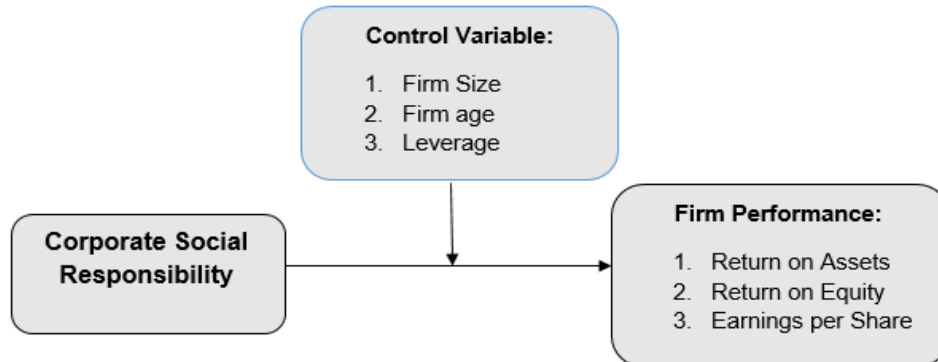 Control Variable:
1. Firm Size
2. Firm age
3. Leverage
Corporate Social
Responsibility
Firm Performance:
1. Return on Assets
2. Return on Equity
3. Earnings per Share